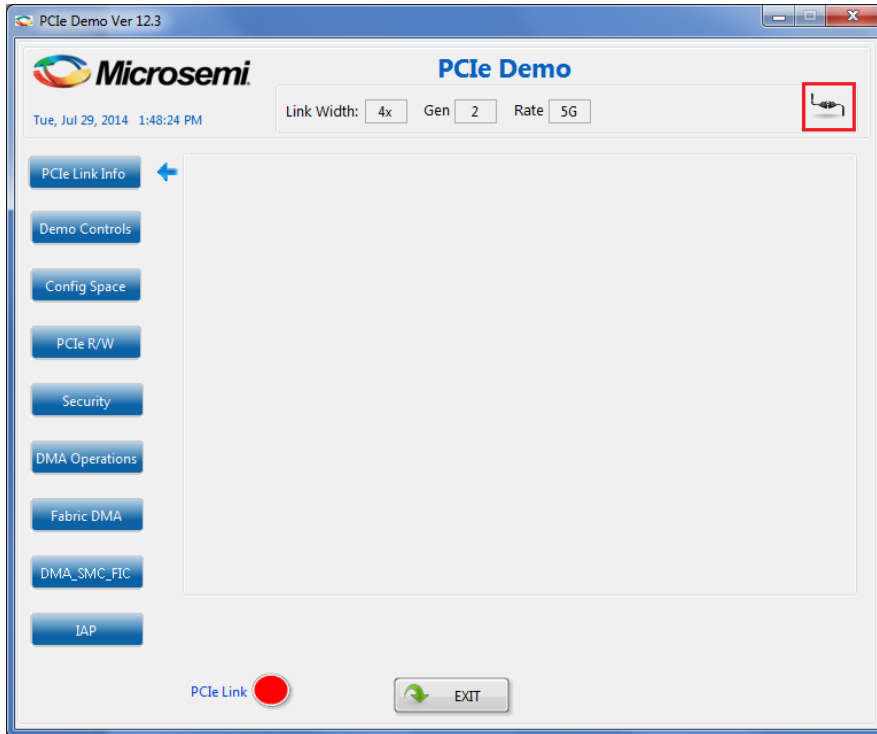 PCIe Demo Ver 12.3
Microsemi.
PCIe Demo
Tue, Jul 29, 2014 1:48:24 PM
Link Width: 4x Gen 2 Rate 5G
PCIe Link Info
Demo Controls
Config Space
PCIe R/W
Security
DMA Operations
Fabric DMA
DMA_SMC_FIC
IAP
PCIe Link
EXIT